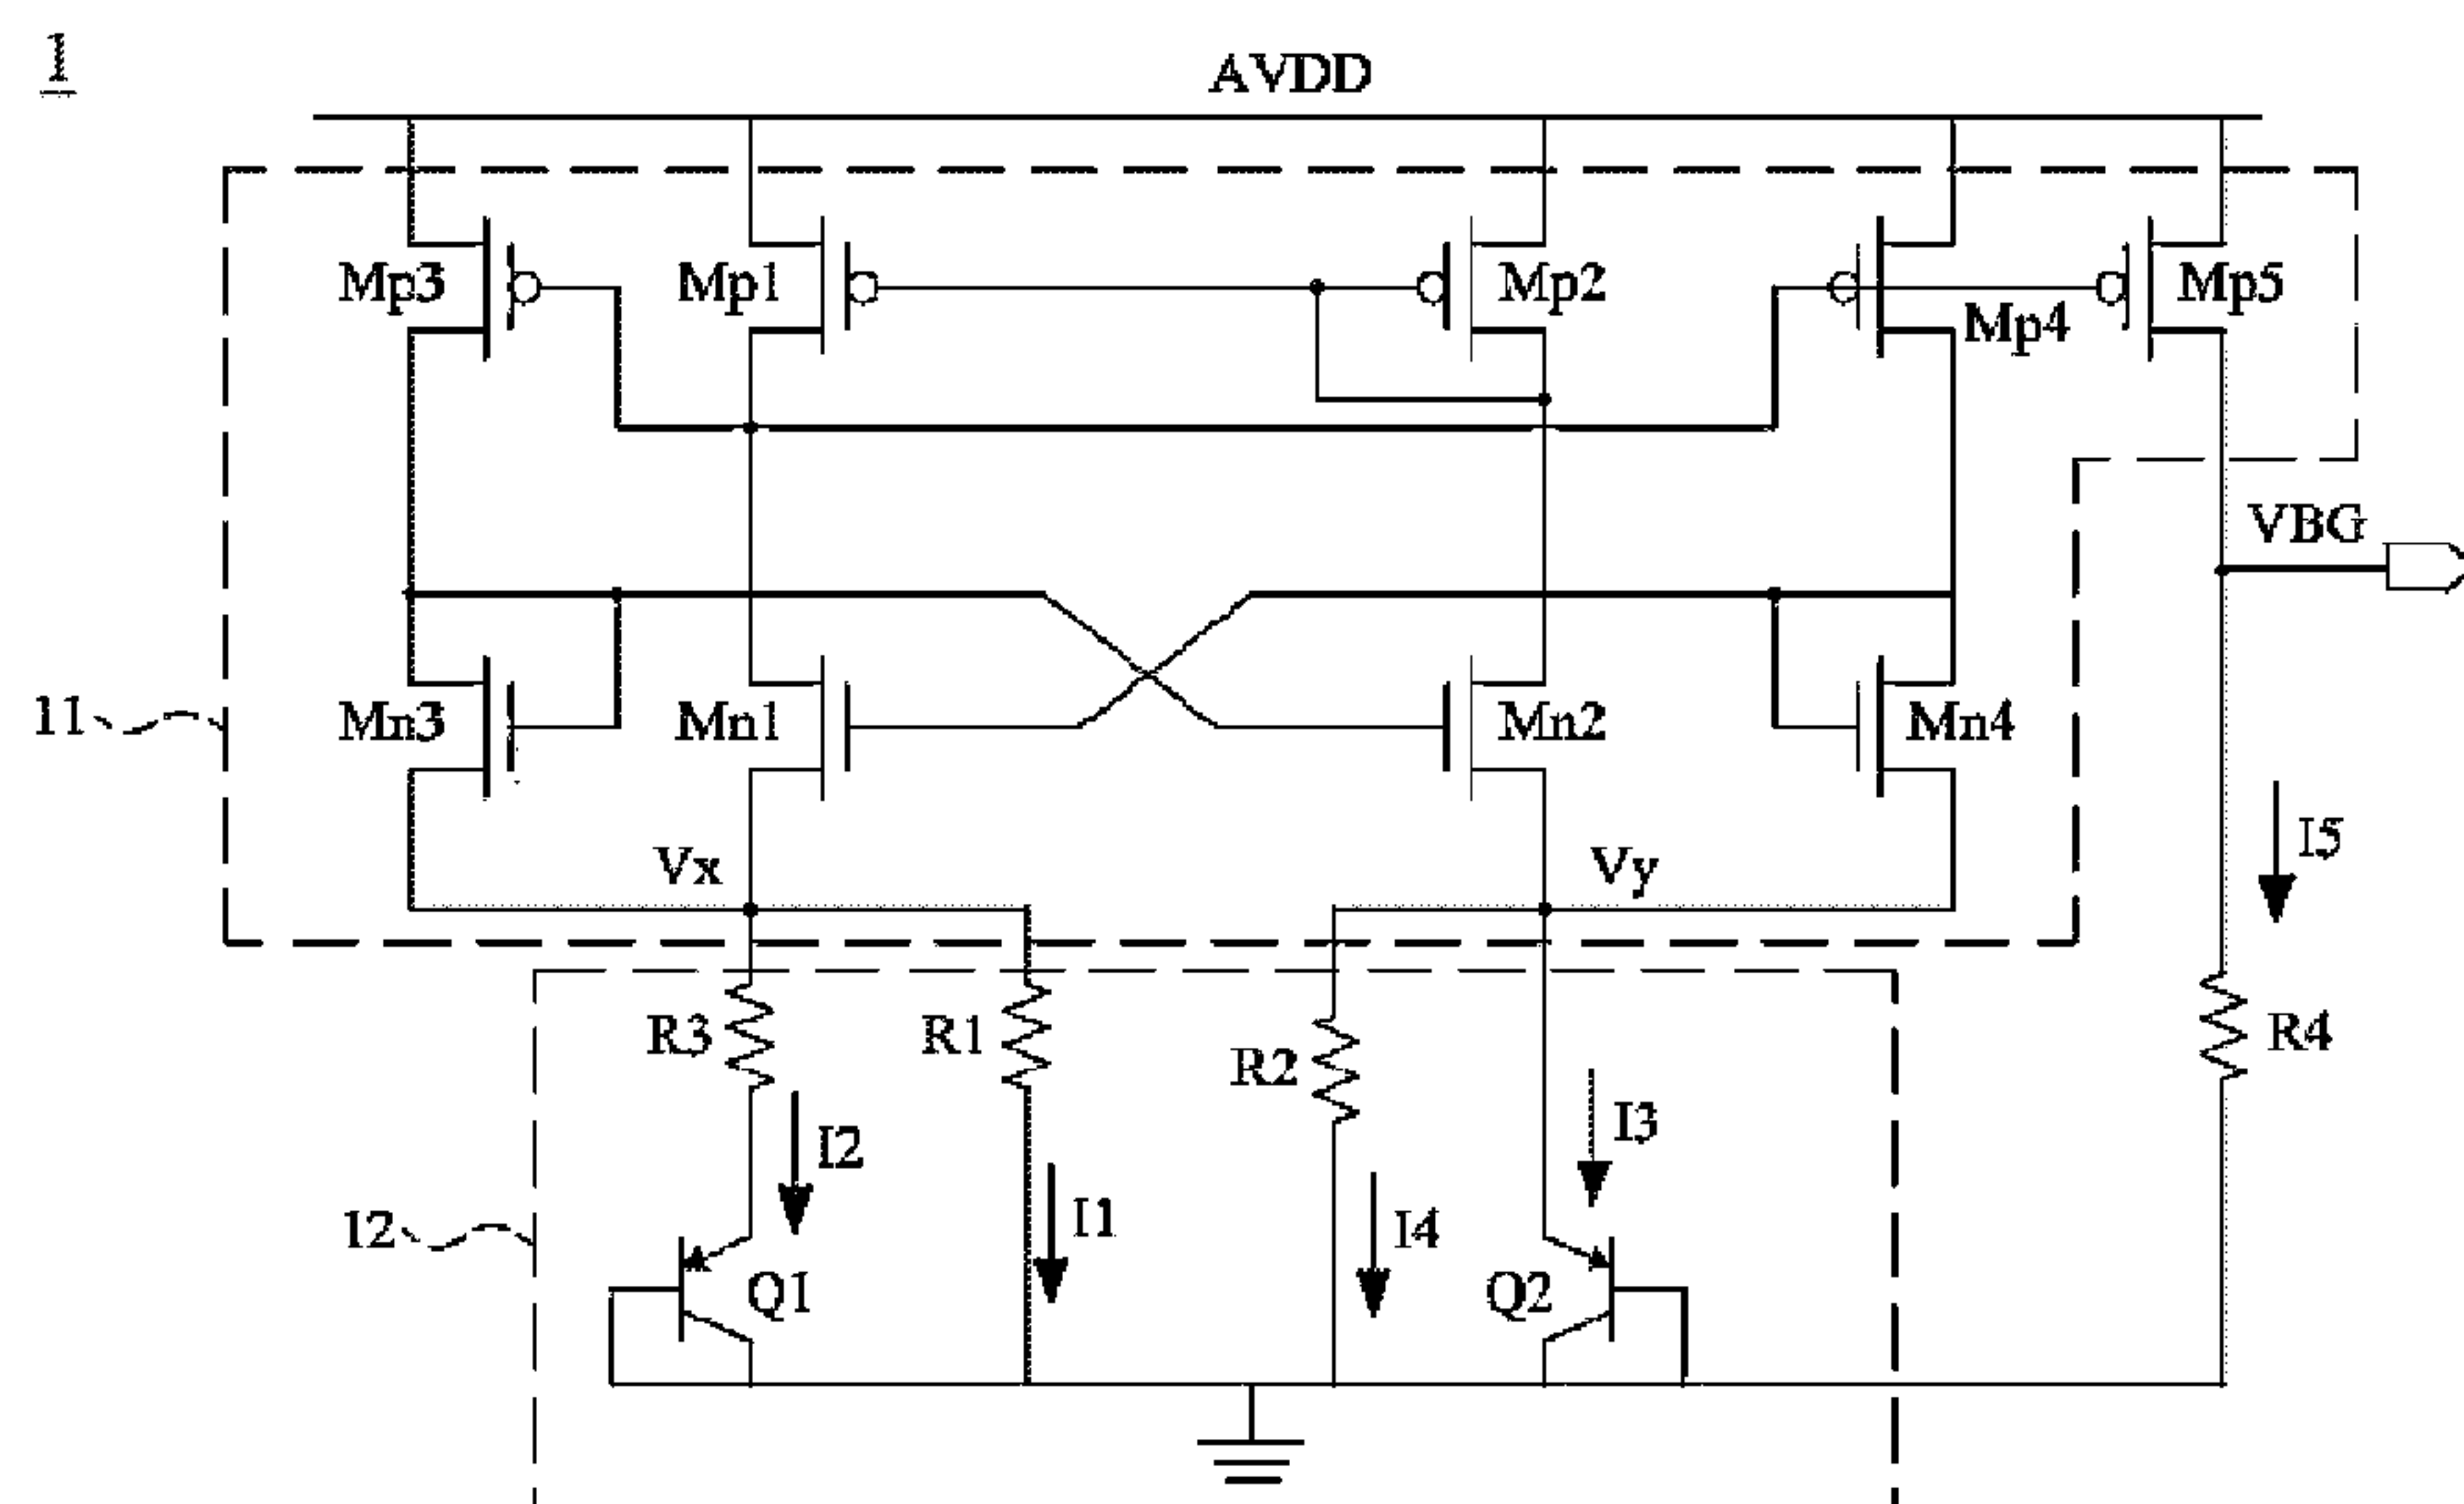 1
AVDD
Mp3
Mp1
Mp2
Mp4
Mp5
VBG
11
Mn3
Mn1
Mn2
Mn4
Vx
Vy
I5
R3
R1
R2
R4
I2
I1
I4
I3
12
Q1
Q2